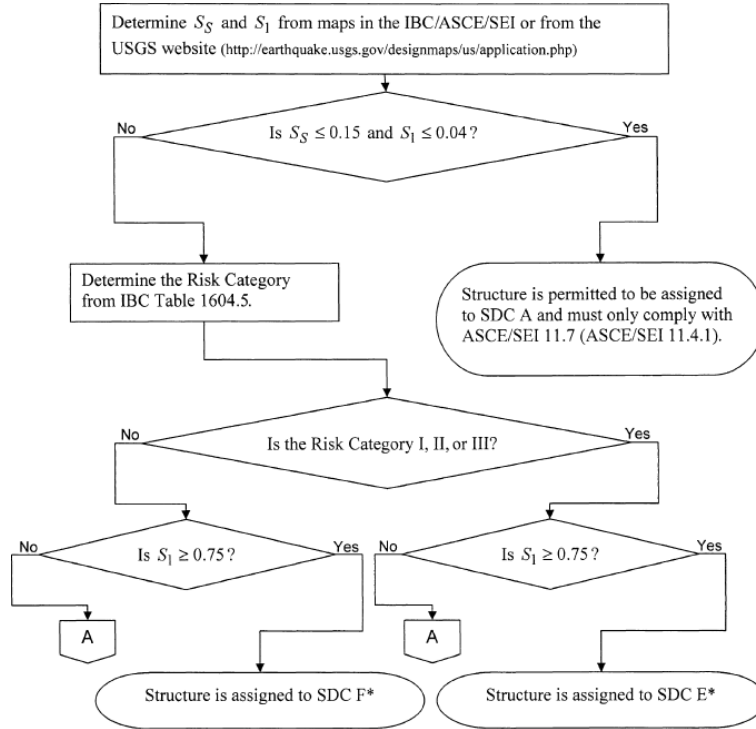 Determine S_S and S_1 from maps in the IBC/ASCE/SEI or from the
USGS website (http://earthquake.usgs.gov/designmaps/us/application.php)
No
Is S_S ≤ 0.15 and S_1 ≤ 0.04 ?
Yes
Determine the Risk Category
from IBC Table 1604.5.
Structure is permitted to be assigned
to SDC A and must only comply with
ASCE/SEI 11.7 (ASCE/SEI 11.4.1).
No
Is the Risk Category I, II, or III?
Yes
No
Is S_1 ≥ 0.75 ?
Yes
No
Is S_1 ≥ 0.75 ?
Yes
A
A
Structure is assigned to SDC F*
Structure is assigned to SDC E*